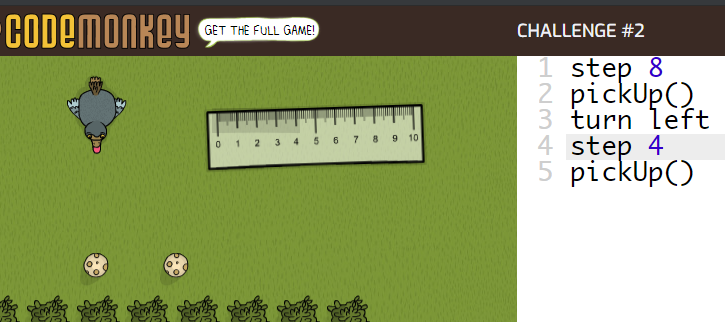 CODEMONKEY GET THE FULL GAME! CHALLENGE #2
1 step 8
2 pickUp()
3 turn left
4 step 4
5 pickUp()
0 1 2 3 4 5 6 7 8 9 10